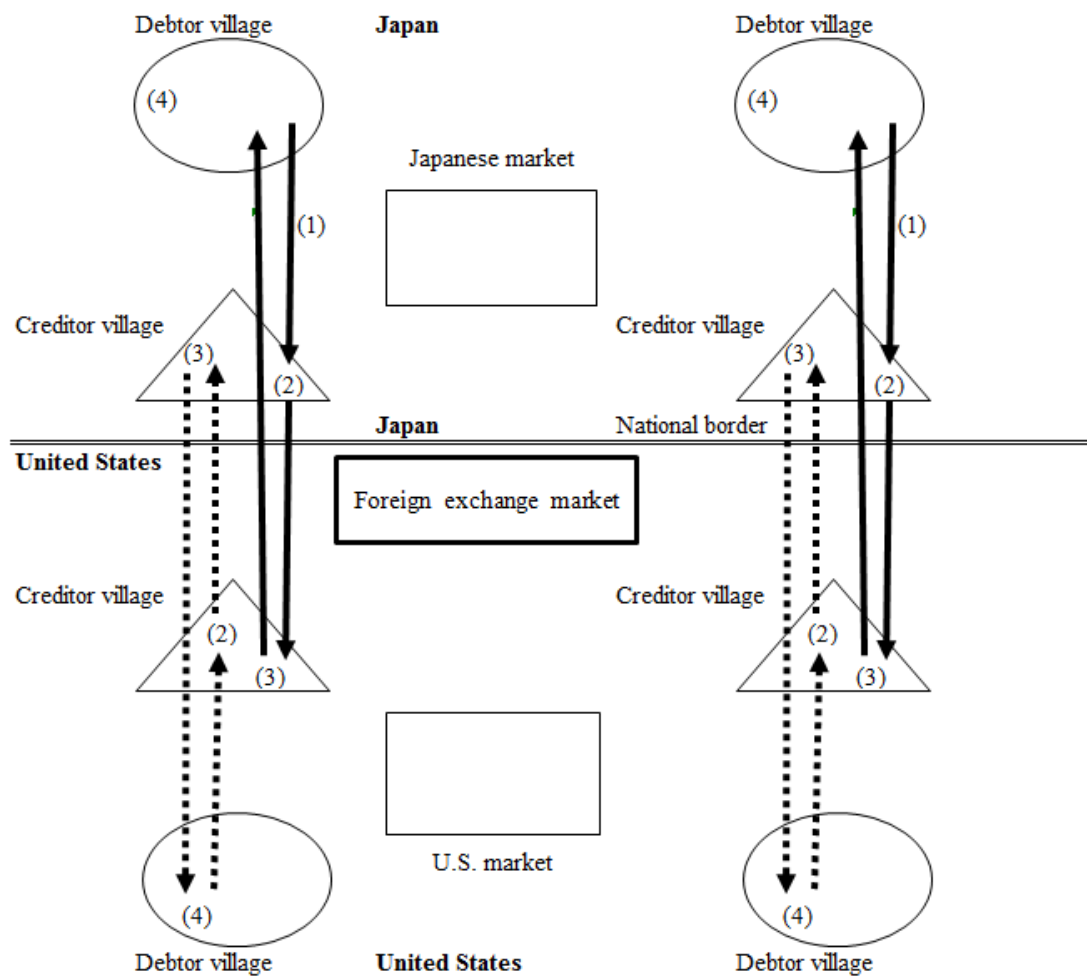 Debtor village Japan Debtor village
(4) (4)
Japanese market
(1) (1)
Creditor village Creditor village
(3) (3)
(2) (2)
Japan National border
United States
Foreign exchange market
Creditor village Creditor village
(2) (2)
(3) (3)
U.S. market
(4) (4)
Debtor village United States Debtor village